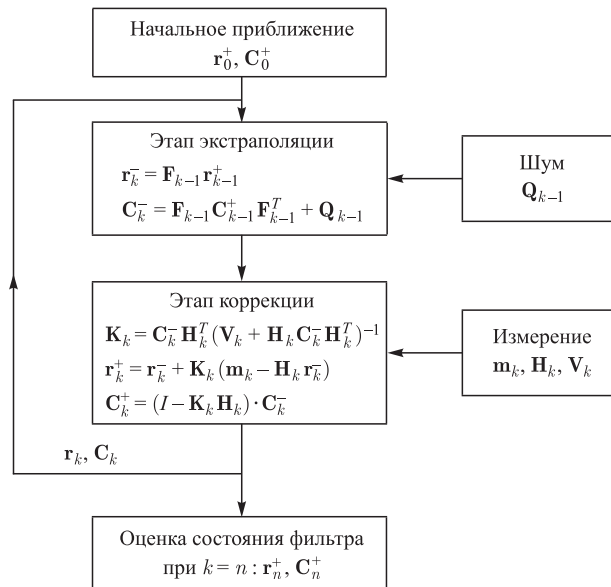 Начальное приближение
r₀⁺, C₀⁺
Этап экстраполяции
rₖ⁻ = Fₖ₋₁ rₖ₋₁⁺
Cₖ⁻ = Fₖ₋₁ Cₖ₋₁⁺ Fₖ₋₁ᵀ + Qₖ₋₁
Шум
Qₖ₋₁
Этап коррекции
Kₖ = Cₖ⁻ Hₖᵀ (Vₖ + Hₖ Cₖ⁻ Hₖᵀ)⁻¹
rₖ⁺ = rₖ⁻ + Kₖ (mₖ – Hₖ rₖ⁻)
Cₖ⁺ = (I – Kₖ Hₖ) · Cₖ⁻
Измерение
mₖ, Hₖ, Vₖ
rₖ, Cₖ
Оценка состояния фильтра
при k = n : rₙ⁺, Cₙ⁺